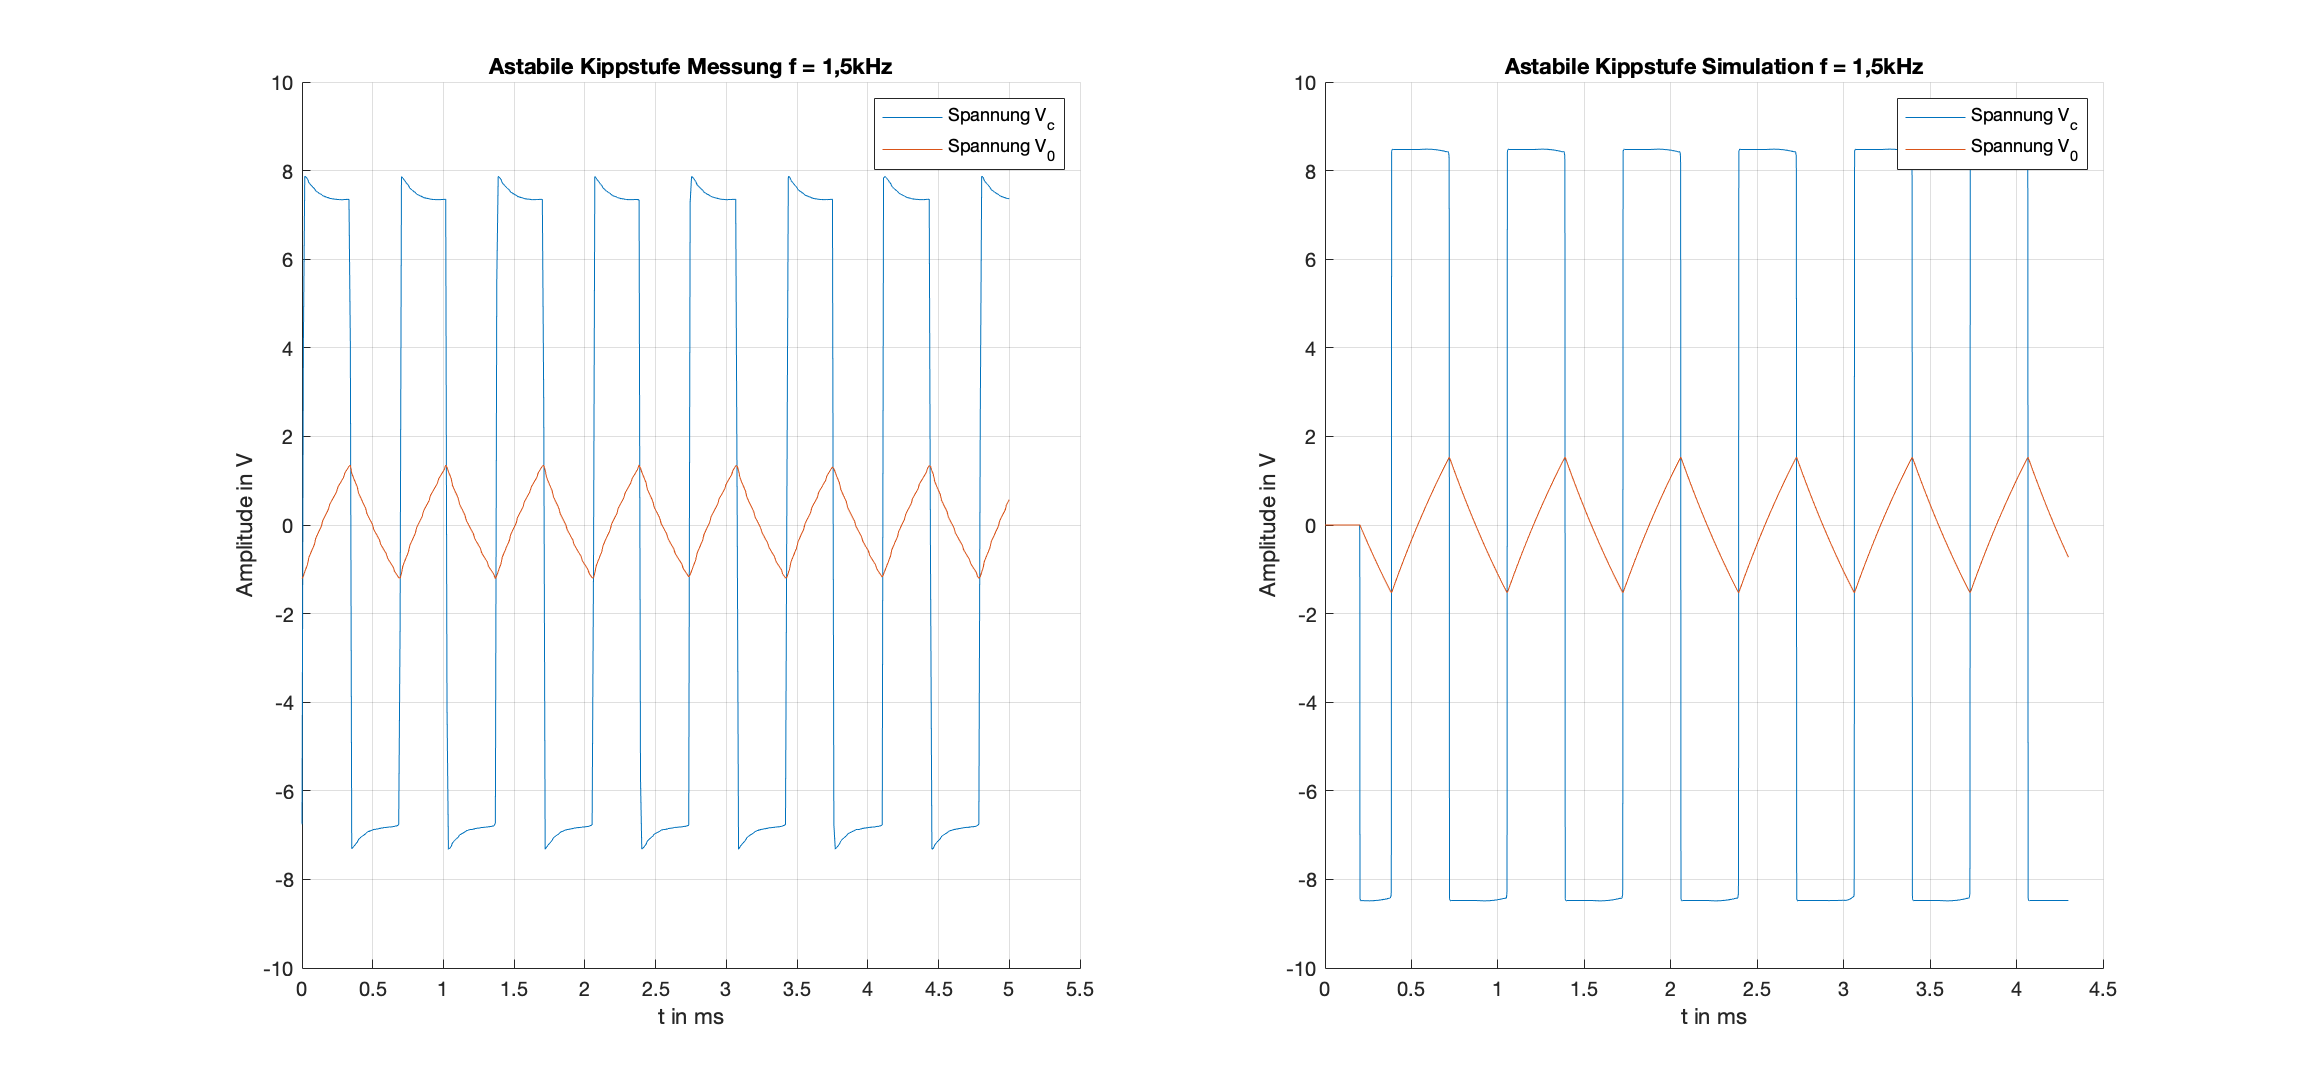 Astabile Kippstufe Messung f = 1,5kHz
10
8
6
4
2
0
-2
-4
-6
-8
-10
Amplitude in V
Spannung Vc
Spannung V0
0 0.5 1 1.5 2 2.5 3 3.5 4 4.5 5 5.5
t in ms
Astabile Kippstufe Simulation f = 1,5kHz
10
8
6
4
2
0
-2
-4
-6
-8
-10
Amplitude in V
Spannung Vc
Spannung V0
0 0.5 1 1.5 2 2.5 3 3.5 4 4.5
t in ms